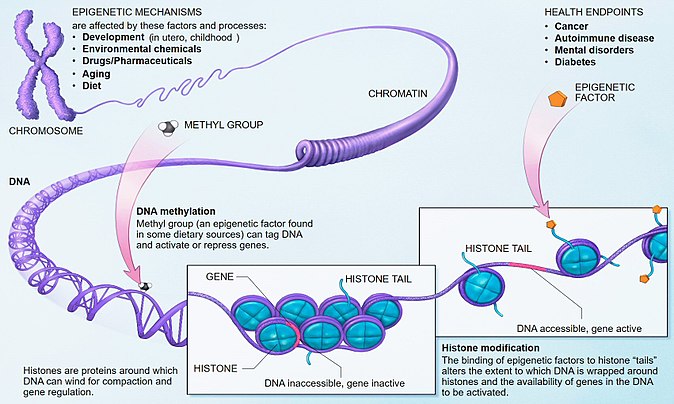 EPIGENETIC MECHANISMS
are affected by these factors and processes:
• Development (in utero, childhood )
• Environmental chemicals
• Drugs/Pharmaceuticals
• Aging
• Diet
HEALTH ENDPOINTS
• Cancer
• Autoimmune disease
• Mental disorders
• Diabetes
EPIGENETIC
FACTOR
CHROMOSOME
CHROMATIN
METHYL GROUP
DNA
DNA methylation
Methyl group (an epigenetic factor found
in some dietary sources) can tag DNA
and activate or repress genes.
GENE
HISTONE TAIL
HISTONE TAIL
DNA accessible, gene active
HISTONE
DNA inaccessible, gene inactive
Histones are proteins around which
DNA can wind for compaction and
gene regulation.
Histone modification
The binding of epigenetic factors to histone “tails”
alters the extent to which DNA is wrapped around
histones and the availability of genes in the DNA
to be activated.